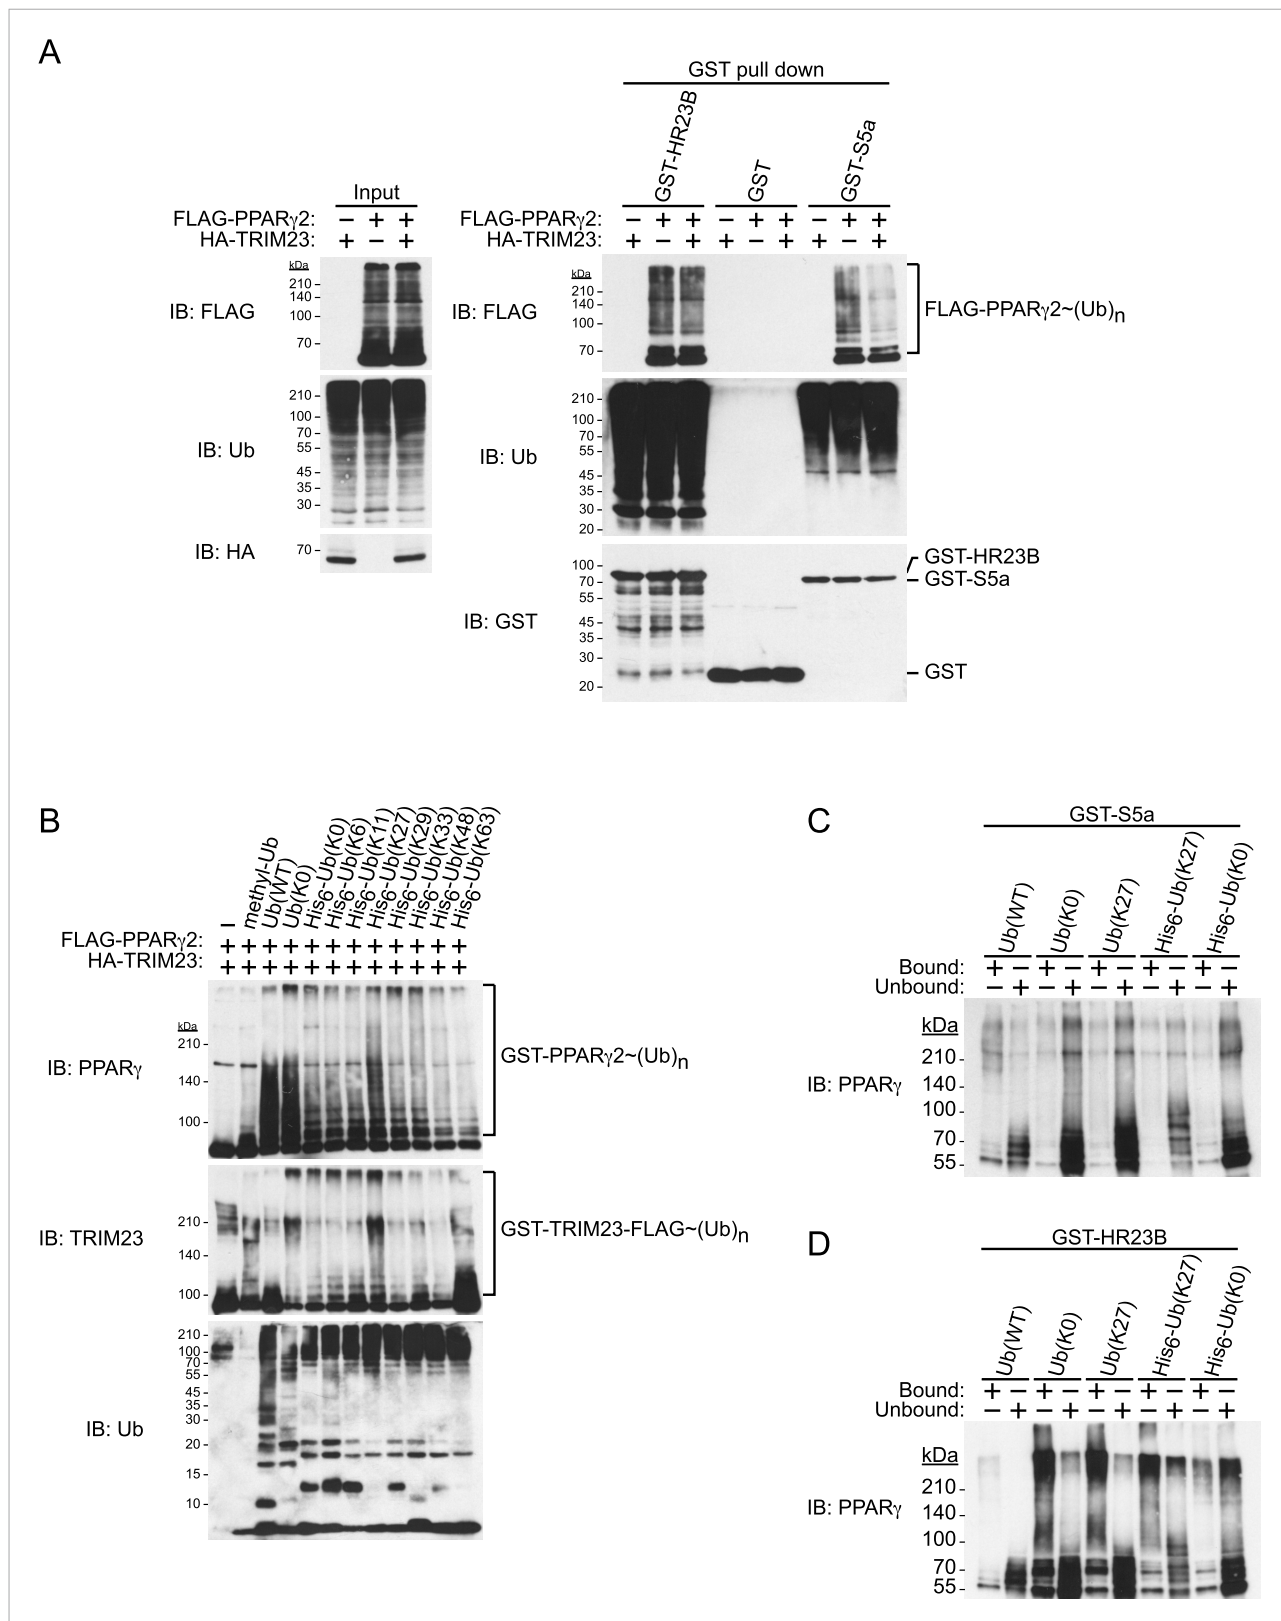 A
GST pull down
GST-HR23B
GST
GST-S5a
Input
FLAG-PPARγ2: − + +
HA-TRIM23: + − +
FLAG-PPARγ2: − + + − + + − + +
HA-TRIM23: + − + + − + + − +
kDa
210
140
100
70
IB: FLAG
kDa
210
140
100
70
IB: FLAG
FLAG-PPARγ2~(Ub)n
210
100
70
55
45
35
30
IB: Ub
210
100
70
55
45
35
30
20
IB: Ub
70
IB: HA
100
70
55
45
35
30
20
IB: GST
GST-HR23B
GST-S5a
GST
B
−
methyl-Ub
Ub(WT)
Ub(K0)
His6-Ub(K0)
His6-Ub(K6)
His6-Ub(K11)
His6-Ub(K27)
His6-Ub(K29)
His6-Ub(K33)
His6-Ub(K48)
His6-Ub(K63)
FLAG-PPARγ2: + + + + + + + + + + + +
HA-TRIM23: + + + + + + + + + + + +
kDa
210
140
100
IB: PPARγ
GST-PPARγ2~(Ub)n
210
140
100
IB: TRIM23
GST-TRIM23-FLAG~(Ub)n
210
100
70
55
45
35
30
20
15
10
IB: Ub
C
GST-S5a
Ub(WT)
Ub(K0)
Ub(K27)
His6-Ub(K27)
His6-Ub(K0)
Bound: + − + − + − + − + −
Unbound: − + − + − + − + − +
kDa
210
140
100
70
55
IB: PPARγ
D
GST-HR23B
Ub(WT)
Ub(K0)
Ub(K27)
His6-Ub(K27)
His6-Ub(K0)
Bound: + − + − + − + − + −
Unbound: − + − + − + − + − +
kDa
210
140
100
70
55
IB: PPARγ